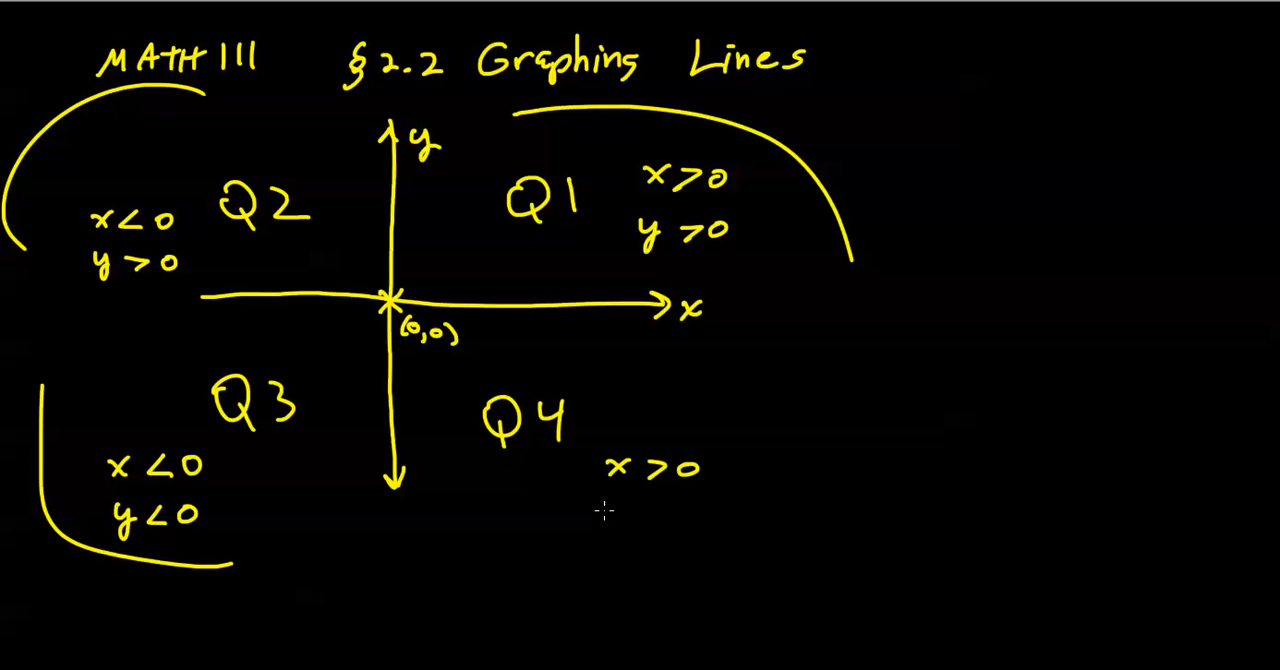 MATH 111 § 2.2 Graphing Lines
y
Q2
x < 0
y > 0
Q1
x > 0
y > 0
x
(0,0)
Q3
x < 0
y < 0
Q4
x > 0